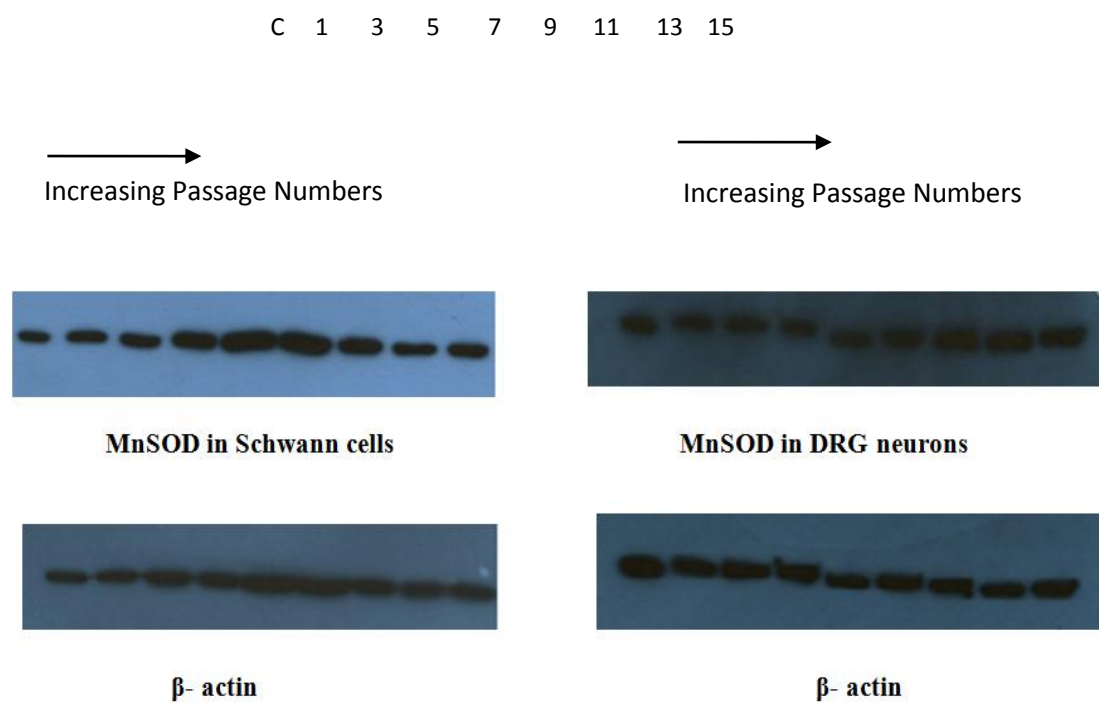 C 1 3 5 7 9 11 13 15
Increasing Passage Numbers
Increasing Passage Numbers
MnSOD in Schwann cells
MnSOD in DRG neurons
β- actin
β- actin